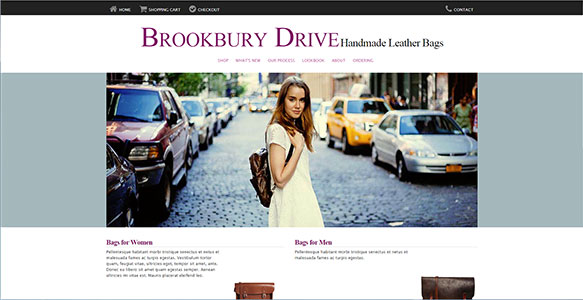 HOME SHOPPING CART CHECKOUT CONTACT
BROOKBURY DRIVE Handmade Leather Bags
SHOP WHAT'S NEW OUR PROCESS LOOKBOOK ABOUT ORDERING
Bags for Women
Pellentesque habitant morbi tristique senectus et netus et
malesuada fames ac turpis egestas. Vestibulum tortor
quam, feugiat vitae, ultricies eget, tempor sit amet, ante.
Donec eu libero sit amet quam egestas semper. Aenean
ultricies mi vitae est. Mauris placerat eleifend leo.
Bags for Men
Pellentesque habitant morbi tristique senectus et netus et
malesuada fames ac turpis egestas.